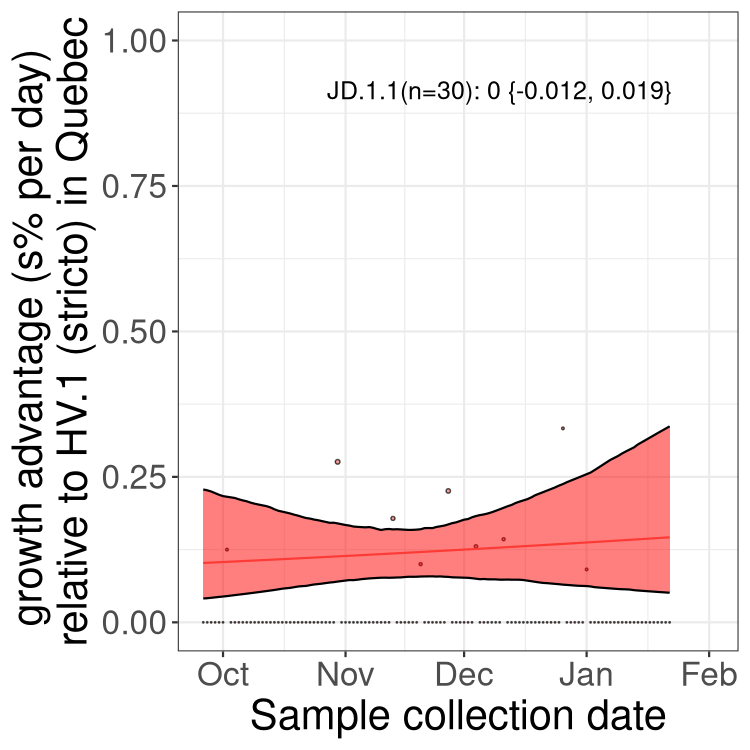 growth advantage (s% per day)
relative to HV.1 (stricto) in Quebec
1.00
0.75
0.50
0.25
0.00
JD.1.1(n=30): 0 {-0.012, 0.019}
Oct Nov Dec Jan Feb
Sample collection date